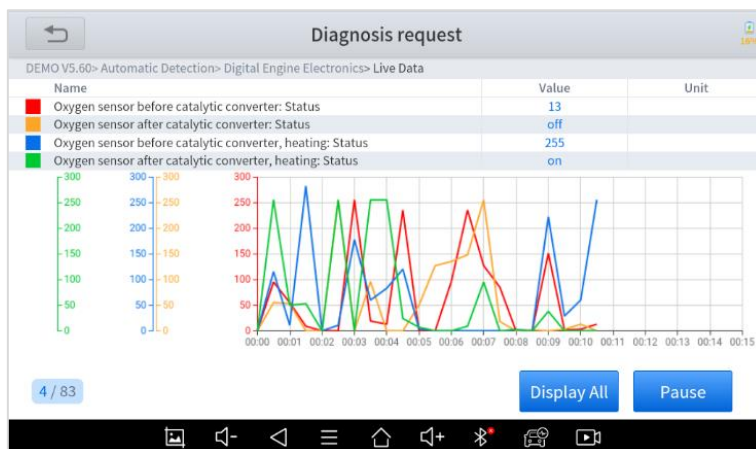 Diagnosis request
DEMO V5.60> Automatic Detection> Digital Engine Electronics> Live Data
Name Value Unit
Oxygen sensor before catalytic converter: Status 13
Oxygen sensor after catalytic converter: Status off
Oxygen sensor before catalytic converter, heating: Status 255
Oxygen sensor after catalytic converter, heating: Status on
300 300 300 300
250 250 250 250
200 200 200 200
150 150 150 150
100 100 100 100
50 50 50 50
0 0 0 0
00:00 00:01 00:02 00:03 00:04 00:05 00:06 00:07 00:08 00:09 00:10 00:11 00:12 00:13 00:14 00:15
4 / 83
Display All
Pause